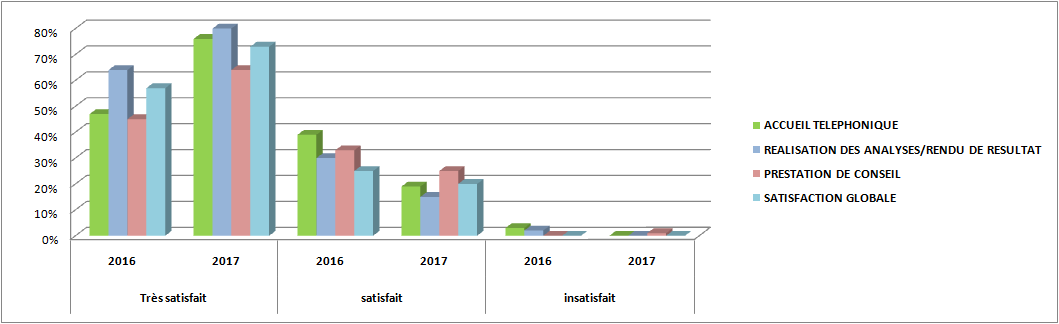 80%
70%
60%
50%
40%
30%
20%
10%
0%
2016 2017 2016 2017 2016 2017
Très satisfait satisfait insatisfait
ACCUEIL TELEPHONIQUE
REALISATION DES ANALYSES/RENDU DE RESULTAT
PRESTATION DE CONSEIL
SATISFACTION GLOBALE